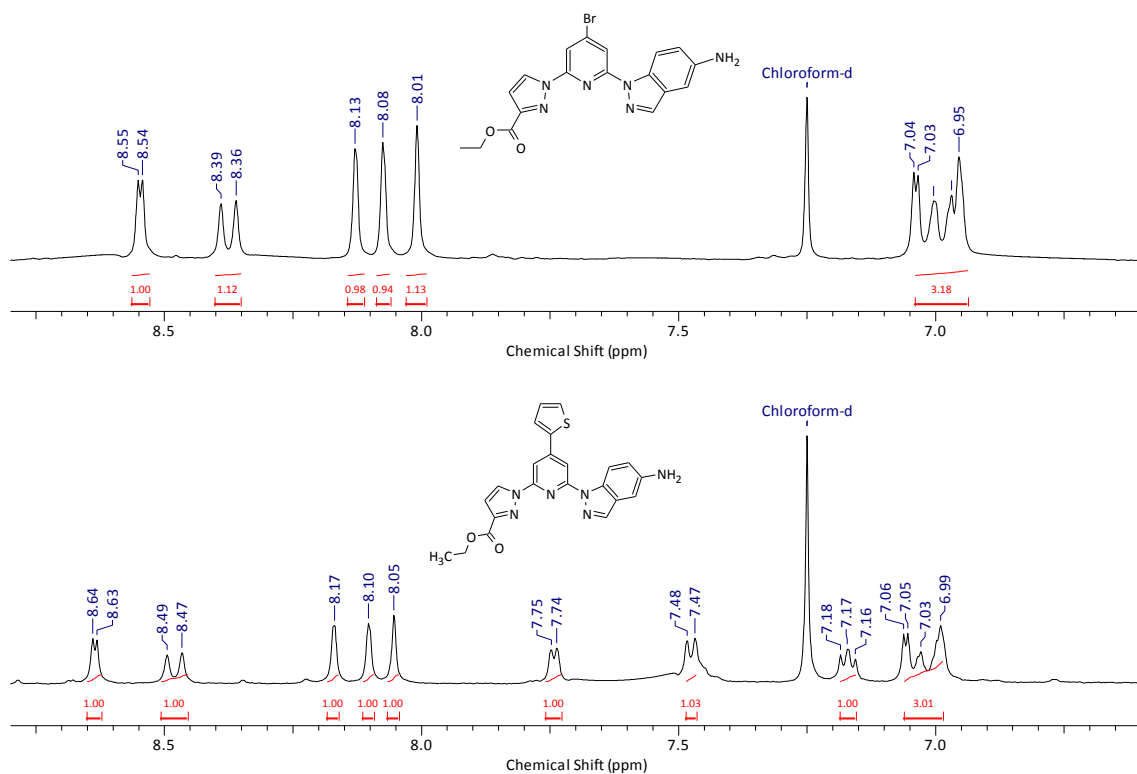 Br
NH2
N
N
N
N
N
O
O
Chloroform-d
8.55
8.54
8.39
8.36
8.13
8.08
8.01
7.04
7.03
6.95
1.00
1.12
0.98
0.94
1.13
3.18
8.5
8.0
7.5
7.0
Chemical Shift (ppm)
S
NH2
N
N
N
N
N
O
O
H3C
Chloroform-d
8.64
8.63
8.49
8.47
8.17
8.10
8.05
7.75
7.74
7.48
7.47
7.18
7.17
7.16
7.06
7.05
7.03
6.99
1.00
1.00
1.00
1.00
1.00
1.00
1.03
1.00
3.01
8.5
8.0
7.5
7.0
Chemical Shift (ppm)